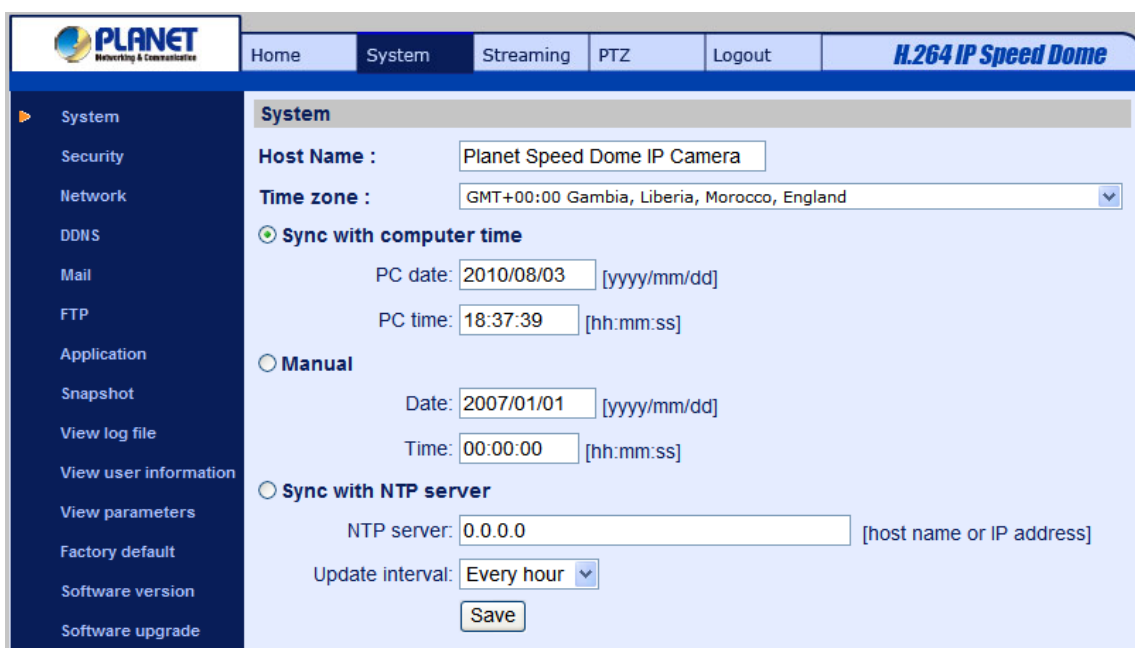 PLANET
Networking & Communication
Home System Streaming PTZ Logout H.264 IP Speed Dome
System
Security
Network
DDNS
Mail
FTP
Application
Snapshot
View log file
View user information
View parameters
Factory default
Software version
Software upgrade
System
Host Name : Planet Speed Dome IP Camera
Time zone : GMT+00:00 Gambia, Liberia, Morocco, England
Sync with computer time
PC date: 2010/08/03 [yyyy/mm/dd]
PC time: 18:37:39 [hh:mm:ss]
Manual
Date: 2007/01/01 [yyyy/mm/dd]
Time: 00:00:00 [hh:mm:ss]
Sync with NTP server
NTP server: 0.0.0.0 [host name or IP address]
Update interval: Every hour
Save